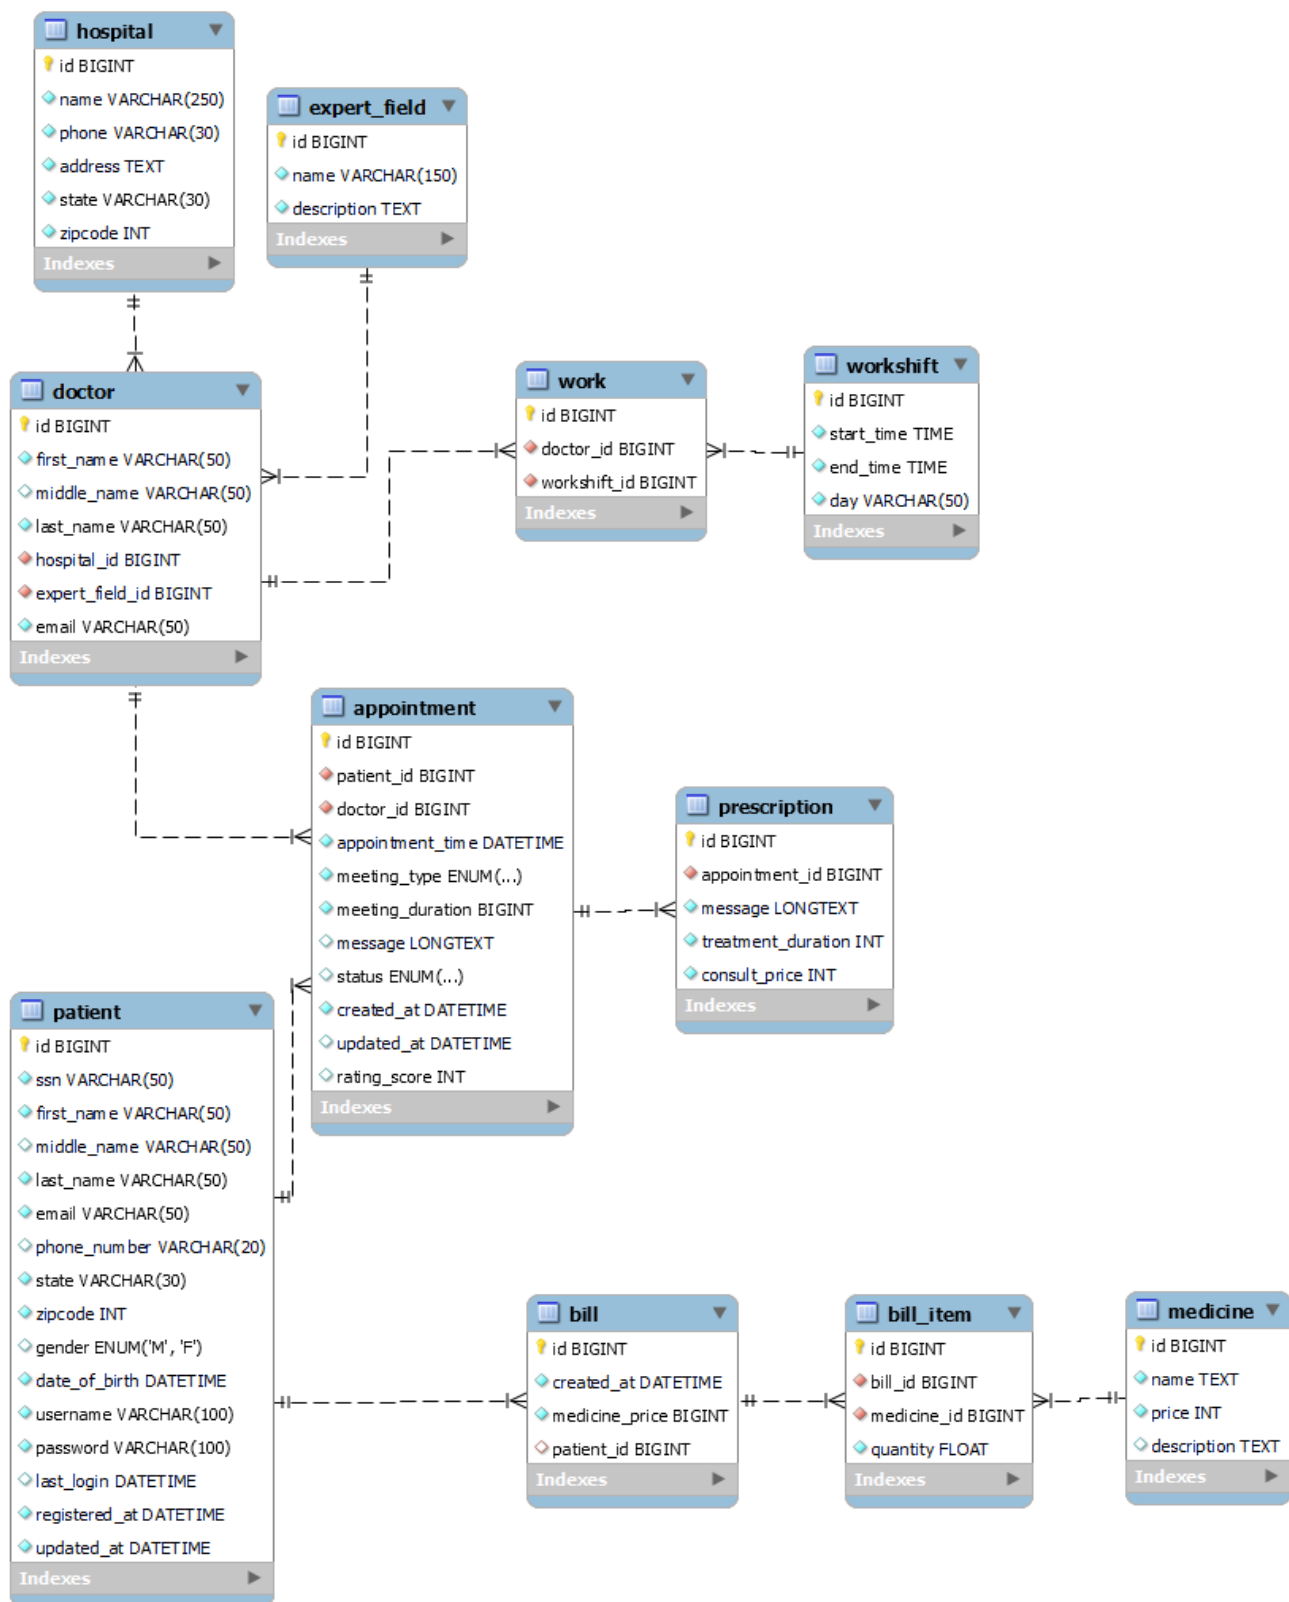 hospital
id BIGINT
name VARCHAR(250)
phone VARCHAR(30)
address TEXT
state VARCHAR(30)
zipcode INT
Indexes
expert_field
id BIGINT
name VARCHAR(150)
description TEXT
Indexes
doctor
id BIGINT
first_name VARCHAR(50)
middle_name VARCHAR(50)
last_name VARCHAR(50)
hospital_id BIGINT
expert_field_id BIGINT
email VARCHAR(50)
Indexes
work
id BIGINT
doctor_id BIGINT
workshift_id BIGINT
Indexes
workshift
id BIGINT
start_time TIME
end_time TIME
day VARCHAR(50)
Indexes
appointment
id BIGINT
patient_id BIGINT
doctor_id BIGINT
appointment_time DATETIME
meeting_type ENUM(...)
meeting_duration BIGINT
message LONGTEXT
status ENUM(...)
created_at DATETIME
updated_at DATETIME
rating_score INT
Indexes
prescription
id BIGINT
appointment_id BIGINT
message LONGTEXT
treatment_duration INT
consult_price INT
Indexes
patient
id BIGINT
ssn VARCHAR(50)
first_name VARCHAR(50)
middle_name VARCHAR(50)
last_name VARCHAR(50)
email VARCHAR(50)
phone_number VARCHAR(20)
state VARCHAR(30)
zipcode INT
gender ENUM('M', 'F')
date_of_birth DATETIME
username VARCHAR(100)
password VARCHAR(100)
last_login DATETIME
registered_at DATETIME
updated_at DATETIME
Indexes
bill
id BIGINT
created_at DATETIME
medicine_price BIGINT
patient_id BIGINT
Indexes
bill_item
id BIGINT
bill_id BIGINT
medicine_id BIGINT
quantity FLOAT
Indexes
medicine
id BIGINT
name TEXT
price INT
description TEXT
Indexes